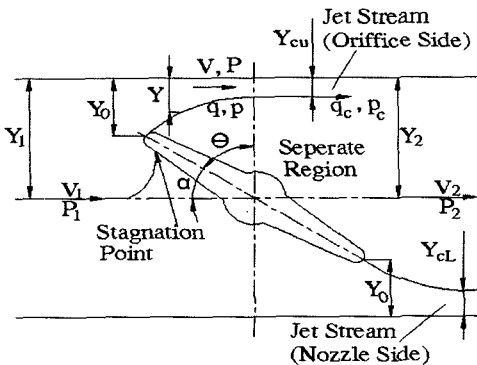 Jet Stream
(Oriffice Side)
Y_cu
V, P
Y_0
Y
q, p
q_c, p_c
Y_1
Y_2
Θ
Seperate
Region
α
V_1
P_1
V_2
P_2
Stagnation
Point
Y_cL
Y_0
Jet Stream
(Nozzle Side)